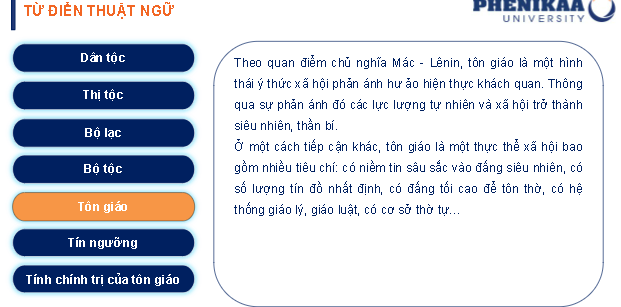 TỪ ĐIỂN THUẬT NGỮ
PHENIKAA
UNIVERSITY
Dân tộc
Thị tộc
Bộ lạc
Bộ tộc
Tôn giáo
Tín ngưỡng
Tính chính trị của tôn giáo
Theo quan điểm chủ nghĩa Mác - Lênin, tôn giáo là một hình
thái ý thức xã hội phản ánh hư ảo hiện thực khách quan. Thông
qua sự phản ánh đó các lực lượng tự nhiên và xã hội trở thành
siêu nhiên, thần bí.
Ở một cách tiếp cận khác, tôn giáo là một thực thể xã hội bao
gồm nhiều tiêu chí: có niềm tin sâu sắc vào đấng siêu nhiên, có
số lượng tín đồ nhất định, có đấng tối cao để tôn thờ, có hệ
thống giáo lý, giáo luật, có cơ sở thờ tự...